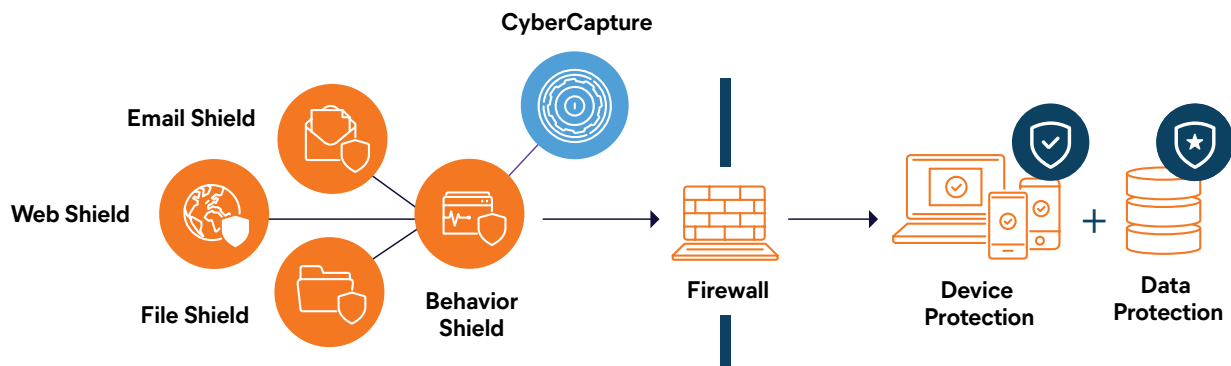 CyberCapture
Email Shield
Web Shield
File Shield
Behavior
Shield
Firewall
Device
Protection
+
Data
Protection